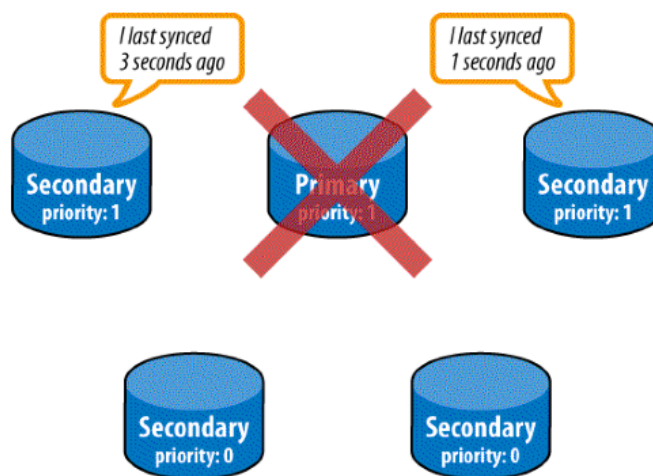 I last synced
3 seconds ago
I last synced
1 seconds ago
Secondary
priority: 1
Primary
priority: 1
Secondary
priority: 1
Secondary
priority: 0
Secondary
priority: 0